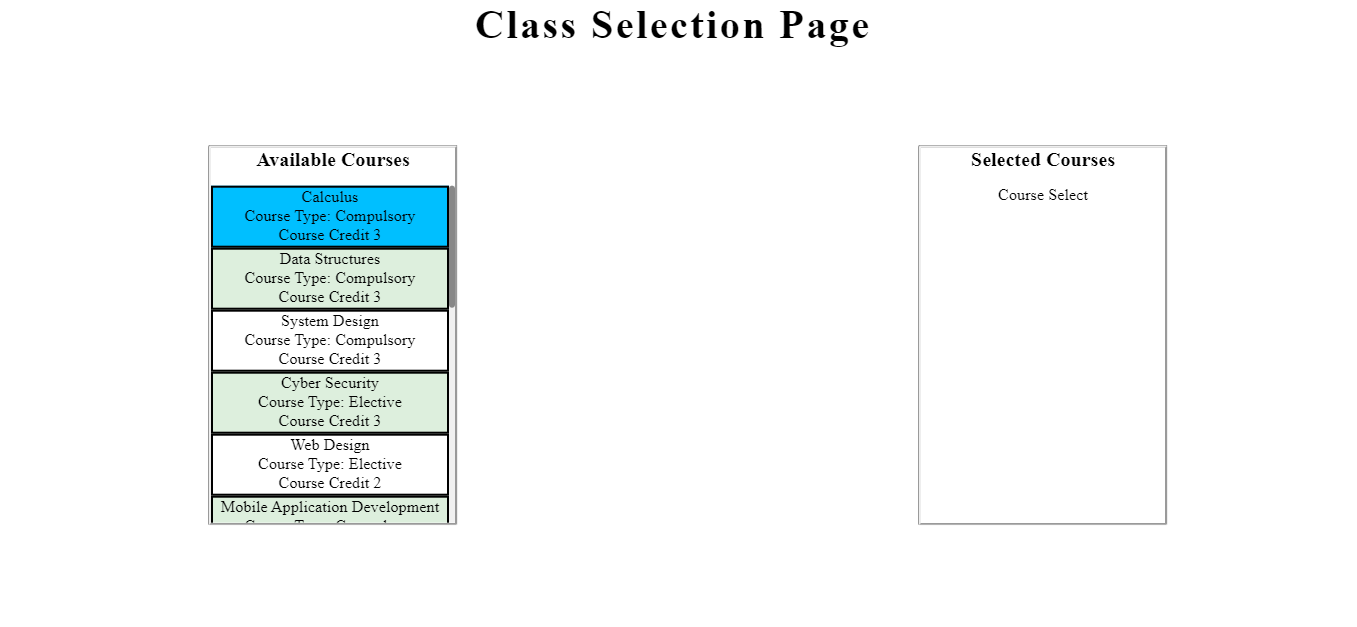 Class Selection Page
Available Courses
Calculus
Course Type: Compulsory
Course Credit 3
Data Structures
Course Type: Compulsory
Course Credit 3
System Design
Course Type: Compulsory
Course Credit 3
Cyber Security
Course Type: Elective
Course Credit 3
Web Design
Course Type: Elective
Course Credit 2
Mobile Application Development
Selected Courses
Course Select